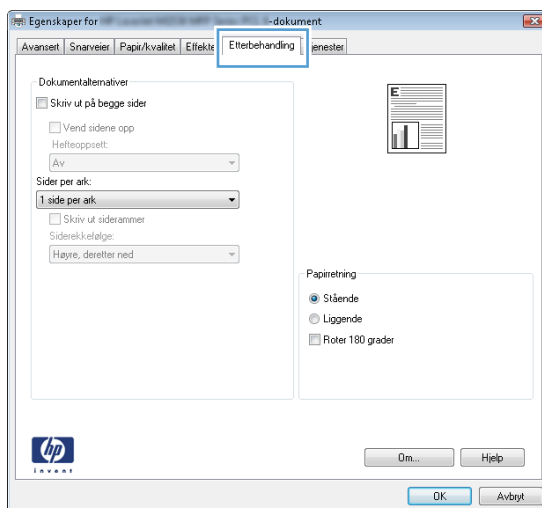 Egenskaper for -dokument
Avansert Snarveier Papir/kvalitet Effekte Etterbehandling jenester
Dokumentalternativer
Skriv ut på begge sider
Vend sidene opp
Hefteoppsett:
Av
Sider per ark:
1 side per ark
Skriv ut siderammer
Siderekkefølge:
Høyre, deretter ned
E
Papirretning
Stående
Liggende
Roter 180 grader
hp
invent
Om... Hjelp
OK Avbryt